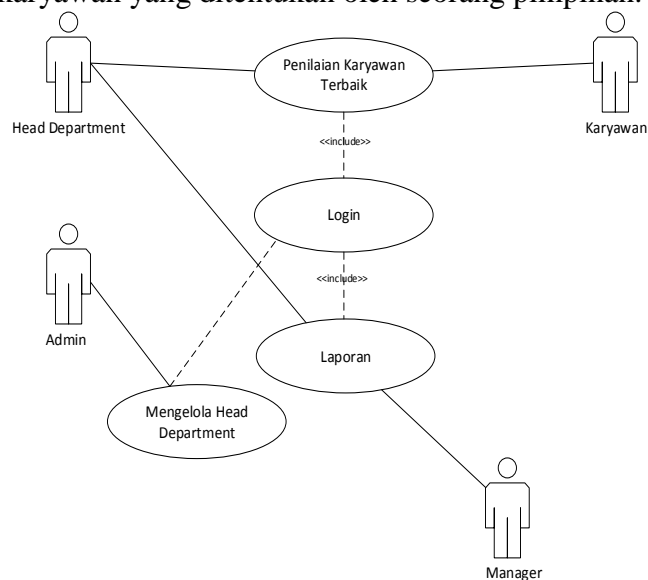 karyawan yang ditentukan oleh seorang pimpinan.
Penilaian Karyawan
Terbaik
Head Department
Karyawan
<<include>>
Login
<<include>>
Admin
Laporan
Mengelola Head
Department
Manager